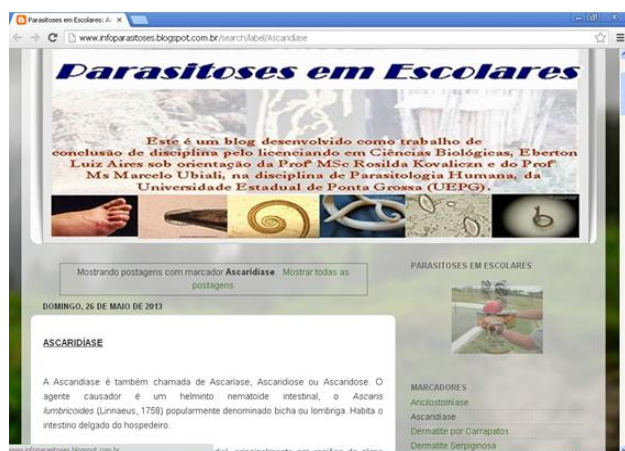 Parasitoses em Escolares: A
www.infoparasitoses.blogspot.com.br/search/label/Ascaridíase
Parasitoses em Escolares
Este é um blog desenvolvido como trabalho de
conclusão de disciplina pelo licenciando em Ciências Biológicas, Eberton
Luiz Aires sob orientação da Profª MSc Rosilda Kovaliczn e do Prof
Ms Marcelo Ubiali, na disciplina de Parasitologia Humana, da
Universidade Estadual de Ponta Grossa (UEPG).
Mostrando postagens com marcador Ascaridíase. Mostrar todas as
postagens
DOMINGO, 26 DE MAIO DE 2013
ASCARIDÍASE
A Ascaridíase é também chamada de Ascaríase, Ascaridiose ou Ascaridose. O
agente causador é um helminto nematoide intestinal, o Ascaris
lumbricoides (Linnaeus, 1758) popularmente denominado bicha ou lombriga. Habita o
intestino delgado do hospedeiro.
PARASITOSES EM ESCOLARES
MARCADORES
Ancilostomíase
Ascaridíase
Dermatite por Carrapatos
Dermatite Serpiginosa
www.infoparasitoses.blogspot.com.br